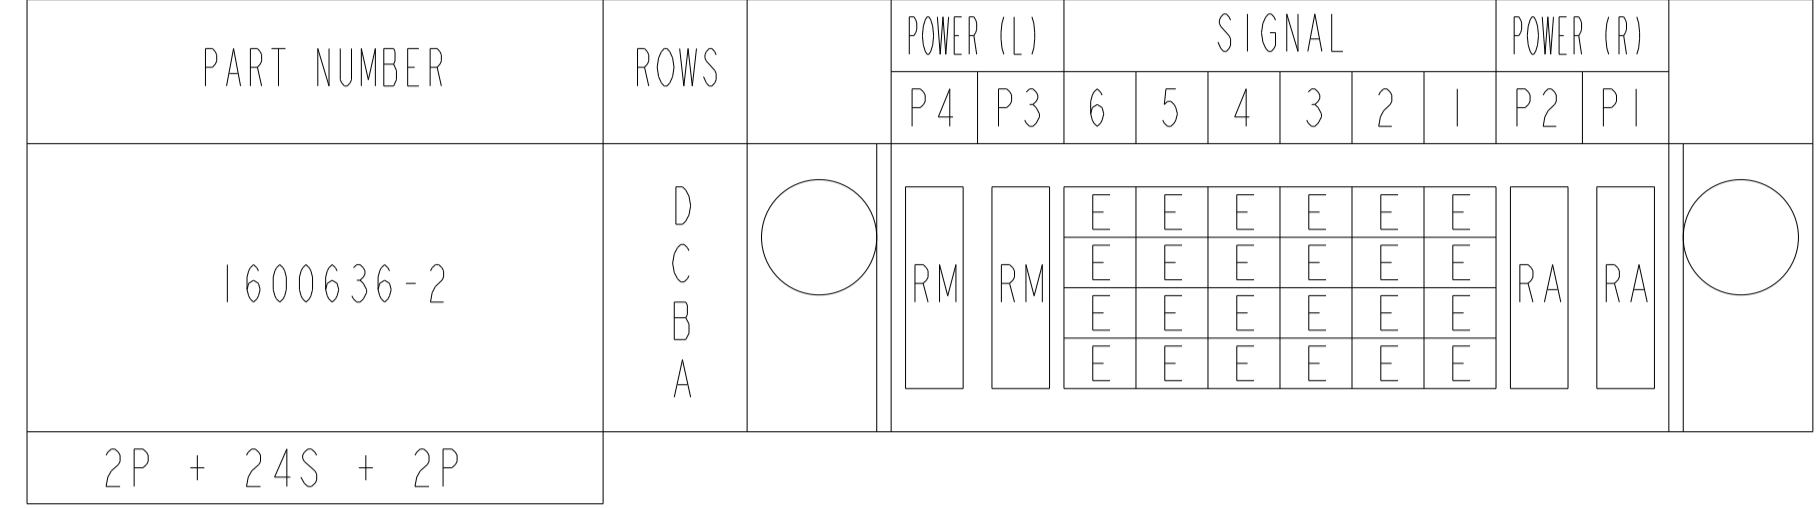 PART NUMBER ROWS POWER (L) SIGNAL POWER (R)
P4 P3 6 5 4 3 2 1 P2 P1
D E E E E E E
C E E E E E E
1600636-2 RM RM RA RA
B E E E E E E
A E E E E E E
2P + 24S + 2P